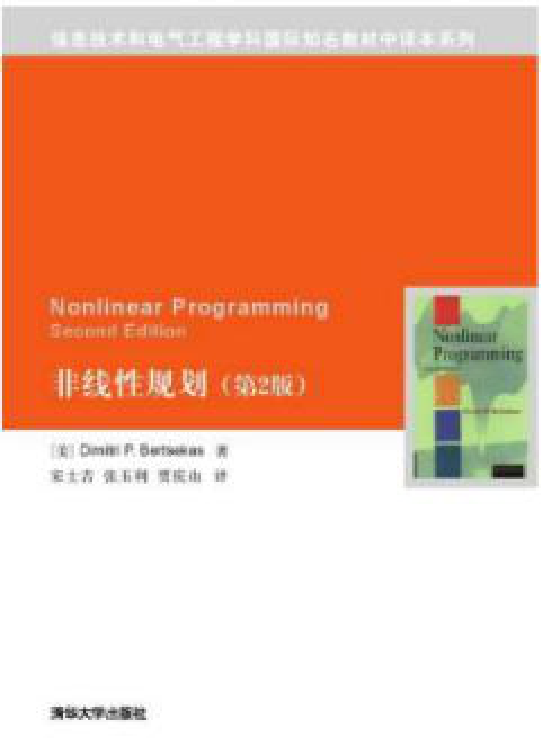 信息技术和电气工程学科国际知名教材中译本系列
Nonlinear Programming
Second Edition
非线性规划（第2版）
Nonlinear
Programming
[美] Dimitri P. Bertsekas 著
宋士吉 张玉利 贾庆山 译
清华大学出版社